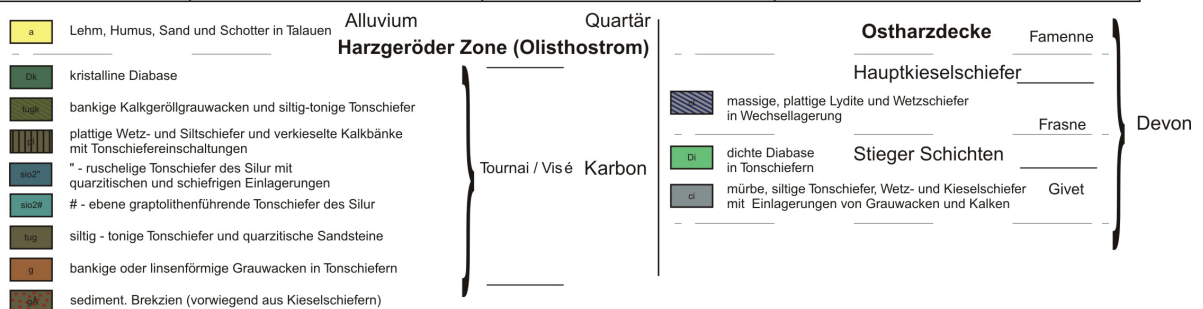 Alluvium Quartär
a Lehm, Humus, Sand und Schotter in Talauen
Harzgeröder Zone (Olisthostrom)
Dk kristalline Diabase
tugk bankige Kalkgeröllgrauwacken und siltig-tonige Tonschiefer
pl plattige Wetz- und Siltschiefer und verkieselte Kalkbänke
mit Tonschiefereinschaltungen
sio2" " - ruschelige Tonschiefer des Silur mit
quarzitischen und schiefrigen Einlagerungen
sio2# # - ebene graptolithenführende Tonschiefer des Silur
tug siltig - tonige Tonschiefer und quarzitische Sandsteine
g bankige oder linsenförmige Grauwacken in Tonschiefern
sediment. Brekzien (vorwiegend aus Kieselschiefern)
Tournai / Visé Karbon
Ostharzdecke Famenne
Hauptkieselschiefer
massige, plattige Lydite und Wetzschiefer
in Wechsellagerung
Frasne
Devon
Di dichte Diabase
in Tonschiefern
Stieger Schichten
ci mürbe, siltige Tonschiefer, Wetz- und Kieselschiefer
mit Einlagerungen von Grauwacken und Kalken
Givet